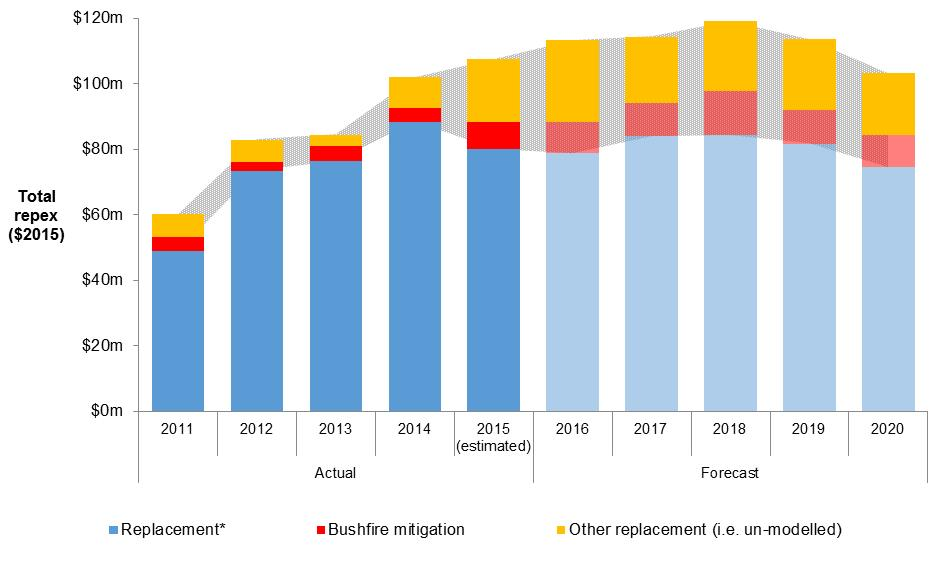 $120m
$100m
$80m
$60m
$40m
$20m
$0m
Total
repex
($2015)
2011
2012
2013
2014
2015
(estimated)
2016
2017
2018
2019
2020
Actual
Forecast
Replacement*
Bushfire mitigation
Other replacement (i.e. un-modelled)